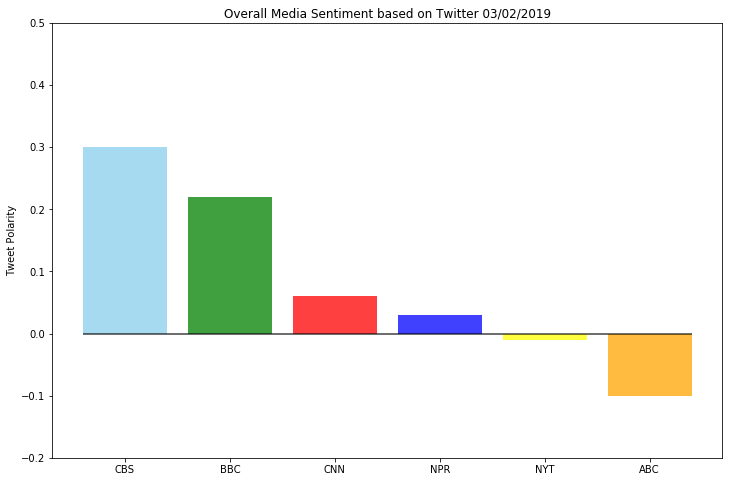 Overall Media Sentiment based on Twitter 03/02/2019
Tweet Polarity
0.5
0.4
0.3
0.2
0.1
0.0
−0.1
−0.2
CBS BBC CNN NPR NYT ABC